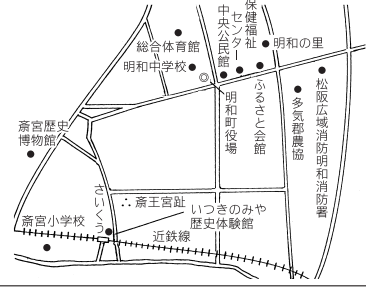 総合体育館
明和中学校
中央公民館
保健福祉
センター
明和の里
明和町役場
ふるさと会館
多気郡農協
松阪広域消防明和消防署
斎宮歴史
博物館
さいくう
斎王宮趾
いつきのみや
歴史体験館
斎宮小学校
近鉄線